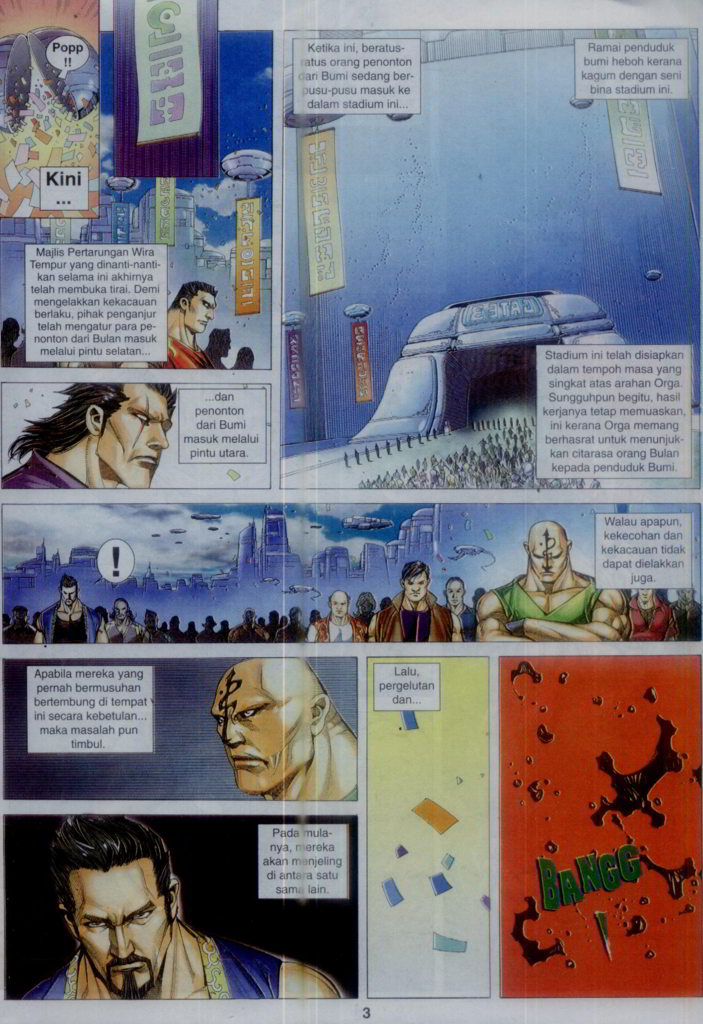 Popp
!!
Kini
...
Majlis Pertarungan Wira
Tempur yang dinanti-nanti-
kan selama ini akhirnya
telah membuka tirai. Demi
mengelakkan kekacauan
berlaku, pihak penganjur
telah mengatur para pe-
nonton dari Bulan masuk
melalui pintu selatan...
Ketika ini, beratus-
ratus orang penonton
dari Bumi sedang ber-
pusu-pusu masuk ke
dalam stadium ini...
Ramai penduduk
bumi heboh kerana
kagum dengan seni
bina stadium ini.
GATE 3
Stadium ini telah disiapkan
dalam tempoh masa yang
singkat atas arahan Orga.
Sungguhpun begitu, hasil
kerjanya tetap memuaskan,
ini kerana Orga memang
berhasrat untuk menunjuk-
kan citarasa orang Bulan
kepada penduduk Bumi.
...dan
penonton
dari Bumi
masuk melalui
pintu utara.
!
Walau apapun,
kekecohan dan
kekacauan tidak
dapat dielakkan
juga.
Apabila mereka yang
pernah bermusuhan
bertembung di tempat
ini secara kebetulan...
maka masalah pun
timbul.
Lalu,
pergelutan
dan...
Pada mula-
nya, mereka
akan menjeling
di antara satu
sama lain.
BANGG
!
3